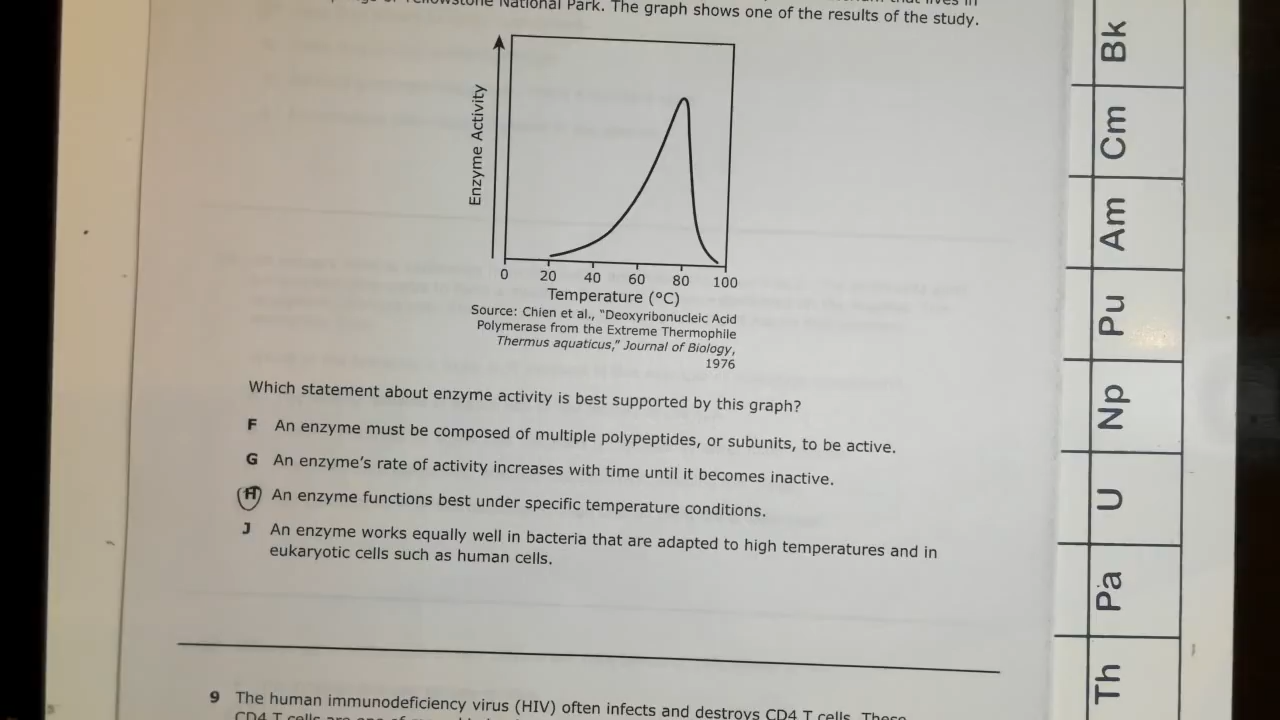 National Park. The graph shows one of the results of the study.
Enzyme Activity
0 20 40 60 80 100
Temperature (°C)
Source: Chien et al., "Deoxyribonucleic Acid
Polymerase from the Extreme Thermophile
Thermus aquaticus," Journal of Biology,
1976
Which statement about enzyme activity is best supported by this graph?
F An enzyme must be composed of multiple polypeptides, or subunits, to be active.
G An enzyme's rate of activity increases with time until it becomes inactive.
H An enzyme functions best under specific temperature conditions.
J An enzyme works equally well in bacteria that are adapted to high temperatures and in
eukaryotic cells such as human cells.
9 The human immunodeficiency virus (HIV) often infects and destroys CD4 T cells. These
CD4 T cells are one of
Bk
Cm
Am
Pu
Np
U
Pa
Th